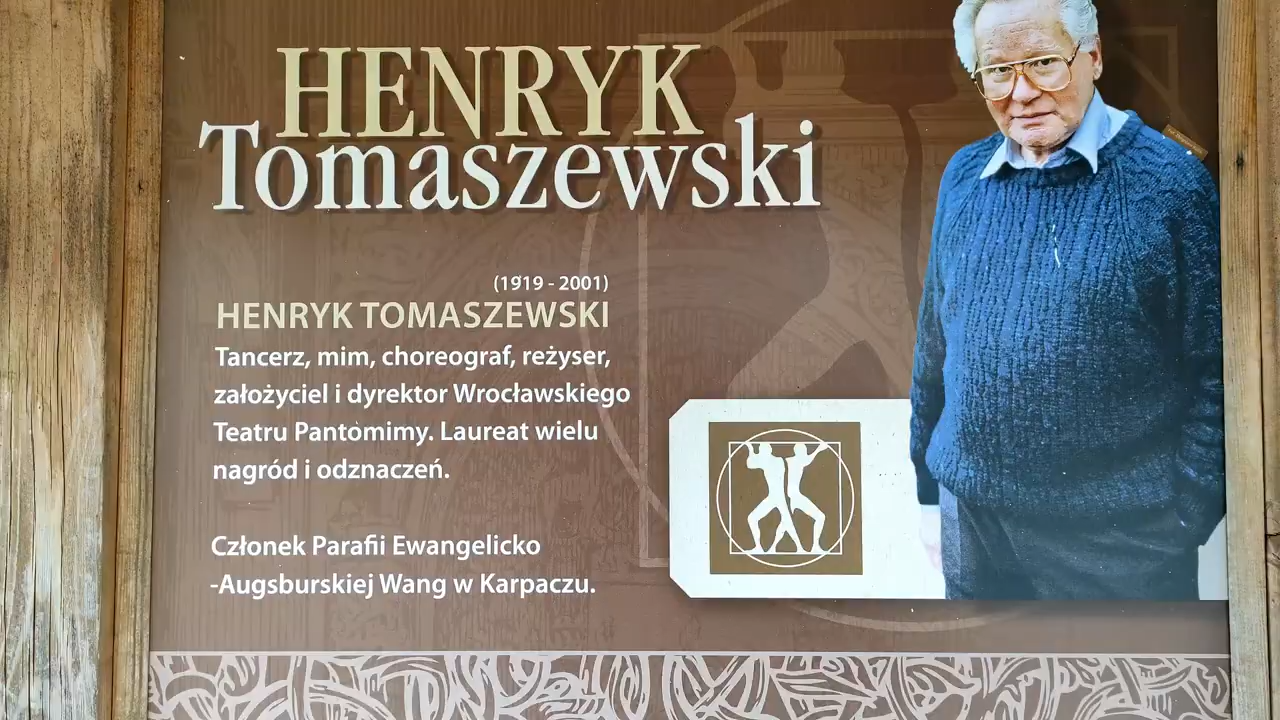 HENRYK
Tomaszewski
(1919 - 2001)
HENRYK TOMASZEWSKI
Tancerz, mim, choreograf, reżyser,
założyciel i dyrektor Wrocławskiego
Teatru Pantomimy. Laureat wielu
nagród i odznaczeń.
Członek Parafii Ewangelicko
-Augsburskiej Wang w Karpaczu.